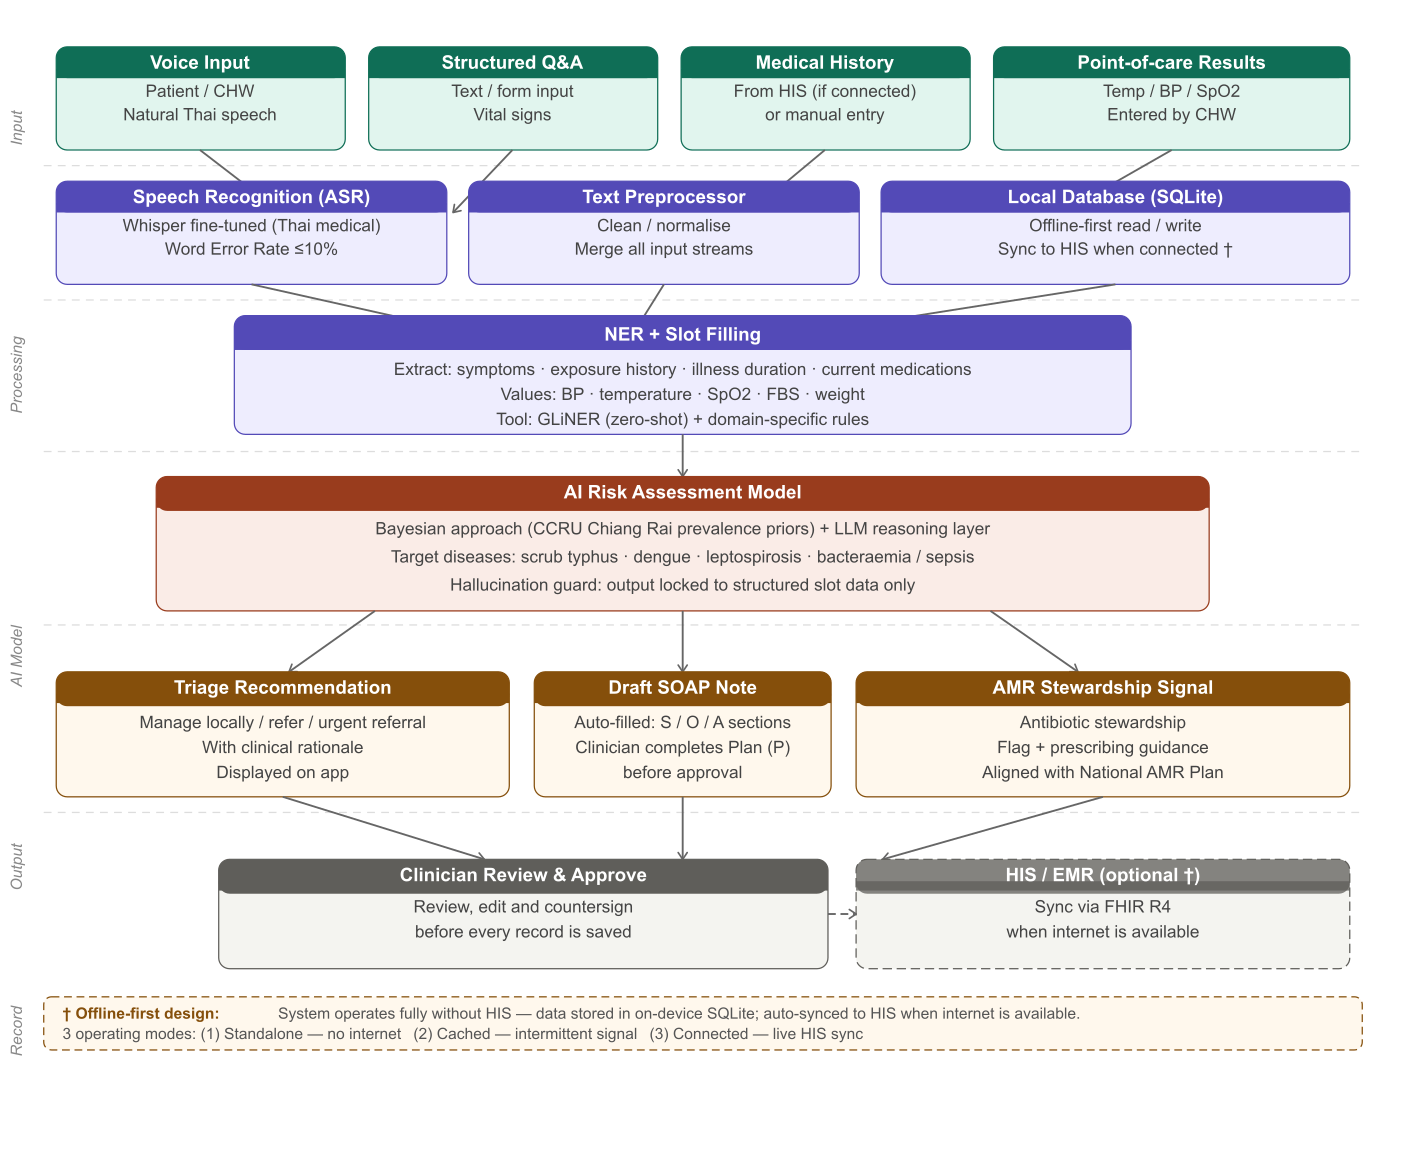 Input
Voice Input
Patient / CHW
Natural Thai speech
Structured Q&A
Text / form input
Vital signs
Medical History
From HIS (if connected)
or manual entry
Point-of-care Results
Temp / BP / SpO2
Entered by CHW
Processing
Speech Recognition (ASR)
Whisper fine-tuned (Thai medical)
Word Error Rate ≤10%
Text Preprocessor
Clean / normalise
Merge all input streams
Local Database (SQLite)
Offline-first read / write
Sync to HIS when connected †
NER + Slot Filling
Extract: symptoms · exposure history · illness duration · current medications
Values: BP · temperature · SpO2 · FBS · weight
Tool: GLiNER (zero-shot) + domain-specific rules
AI Model
AI Risk Assessment Model
Bayesian approach (CCRU Chiang Rai prevalence priors) + LLM reasoning layer
Target diseases: scrub typhus · dengue · leptospirosis · bacteraemia / sepsis
Hallucination guard: output locked to structured slot data only
Output
Triage Recommendation
Manage locally / refer / urgent referral
With clinical rationale
Displayed on app
Draft SOAP Note
Auto-filled: S / O / A sections
Clinician completes Plan (P)
before approval
AMR Stewardship Signal
Antibiotic stewardship
Flag + prescribing guidance
Aligned with National AMR Plan
Record
Clinician Review & Approve
Review, edit and countersign
before every record is saved
HIS / EMR (optional †)
Sync via FHIR R4
when internet is available
† Offline-first design: System operates fully without HIS — data stored in on-device SQLite; auto-synced to HIS when internet is available.
3 operating modes: (1) Standalone — no internet (2) Cached — intermittent signal (3) Connected — live HIS sync